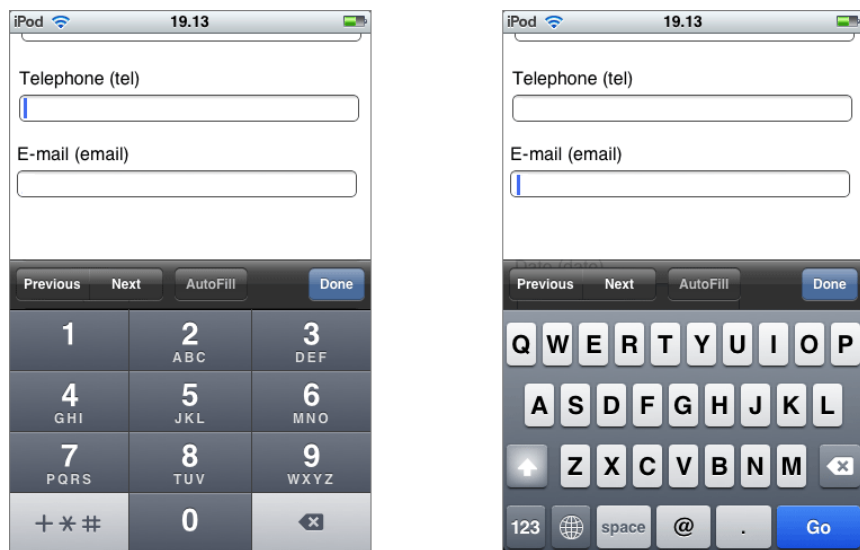 iPod 19.13
Telephone (tel)
E-mail (email)
Previous Next AutoFill Done
1 2 3
ABC DEF
4 5 6
GHI JKL MNO
7 8 9
PQRS TUV WXYZ
+*# 0
iPod 19.13
Telephone (tel)
E-mail (email)
Date (date)
Previous Next AutoFill Done
Q W E R T Y U I O P
A S D F G H J K L
Z X C V B N M
123 space @ . Go